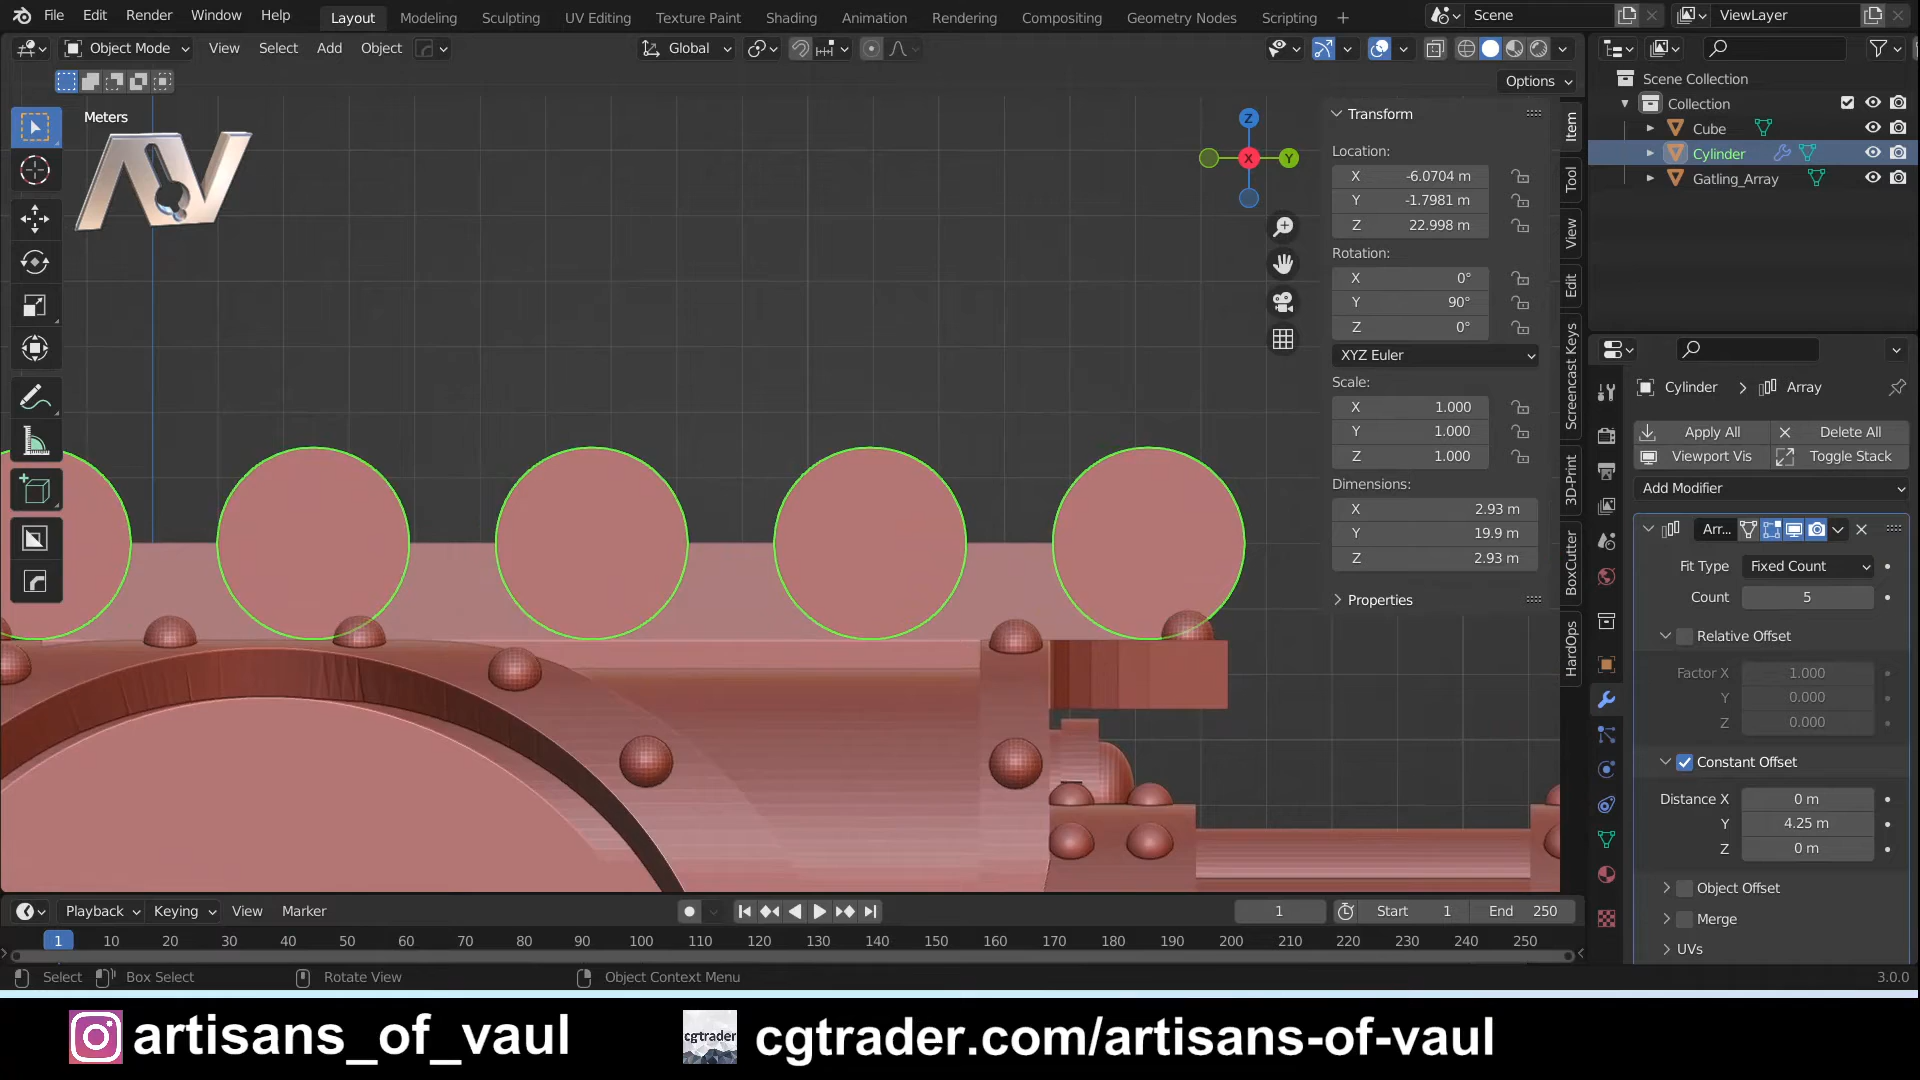 File Edit Render Window Help Layout Modeling Sculpting UV Editing Texture Paint Shading Animation Rendering Compositing Geometry Nodes Scripting + Scene ViewLayer
Object Mode View Select Add Object Global
Options
Meters
Z
X
Y
Transform
Location:
X -6.0704 m
Y -1.7981 m
Z 22.998 m
Rotation:
X 0°
Y 90°
Z 0°
XYZ Euler
Scale:
X 1.000
Y 1.000
Z 1.000
Dimensions:
X 2.93 m
Y 19.9 m
Z 2.93 m
Properties
Item
Tool
View
Edit
Screencast Keys
3D-Print
BoxCutter
HardOps
Scene Collection
Collection
Cube
Cylinder
Gatling_Array
Cylinder > Array
Apply All Delete All
Viewport Vis Toggle Stack
Add Modifier
Arr...
Fit Type Fixed Count
Count 5
Relative Offset
Factor X 1.000
Y 0.000
Z 0.000
Constant Offset
Distance X 0 m
Y 4.25 m
Z 0 m
Object Offset
Merge
UVs
Playback Keying View Marker 1 Start 1 End 250
1 10 20 30 40 50 60 70 80 90 100 110 120 130 140 150 160 170 180 190 200 210 220 230 240 250
Select Box Select Rotate View Object Context Menu 3.0.0
artisans_of_vaul cgtrader cgtrader.com/artisans-of-vaul